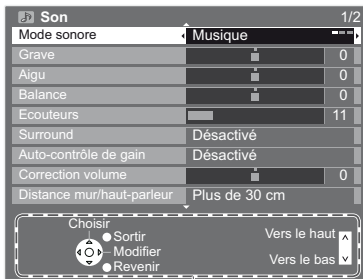 Son 1/2
Mode sonore Musique
Grave 0
Aigu 0
Balance 0
Ecouteurs 11
Surround Désactivé
Auto-contrôle de gain Désactivé
Correction volume 0
Distance mur/haut-parleur Plus de 30 cm
Choisir
Sortir
Modifier
Revenir
Vers le haut
Vers le bas